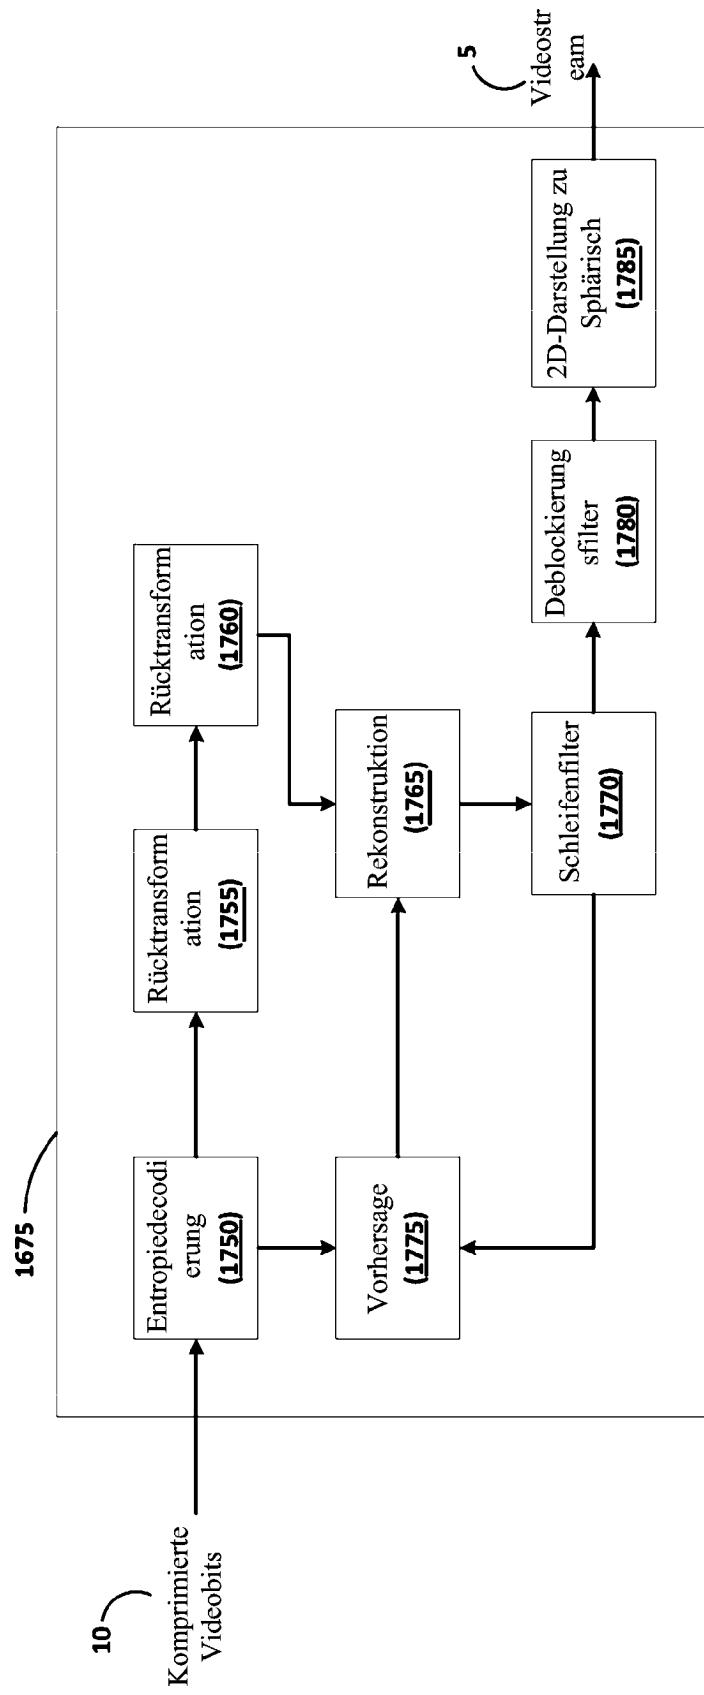 1675
10
Komprimierte
Videobits
Entropiedecodi
erung
(1750)
Rücktransform
ation
(1755)
Rücktransform
ation
(1760)
Vorhersage
(1775)
Rekonstruktion
(1765)
Schleifenfilter
(1770)
Deblockierung
sfilter
(1780)
2D-Darstellung zu
Sphärisch
(1785)
5
Videostr
eam